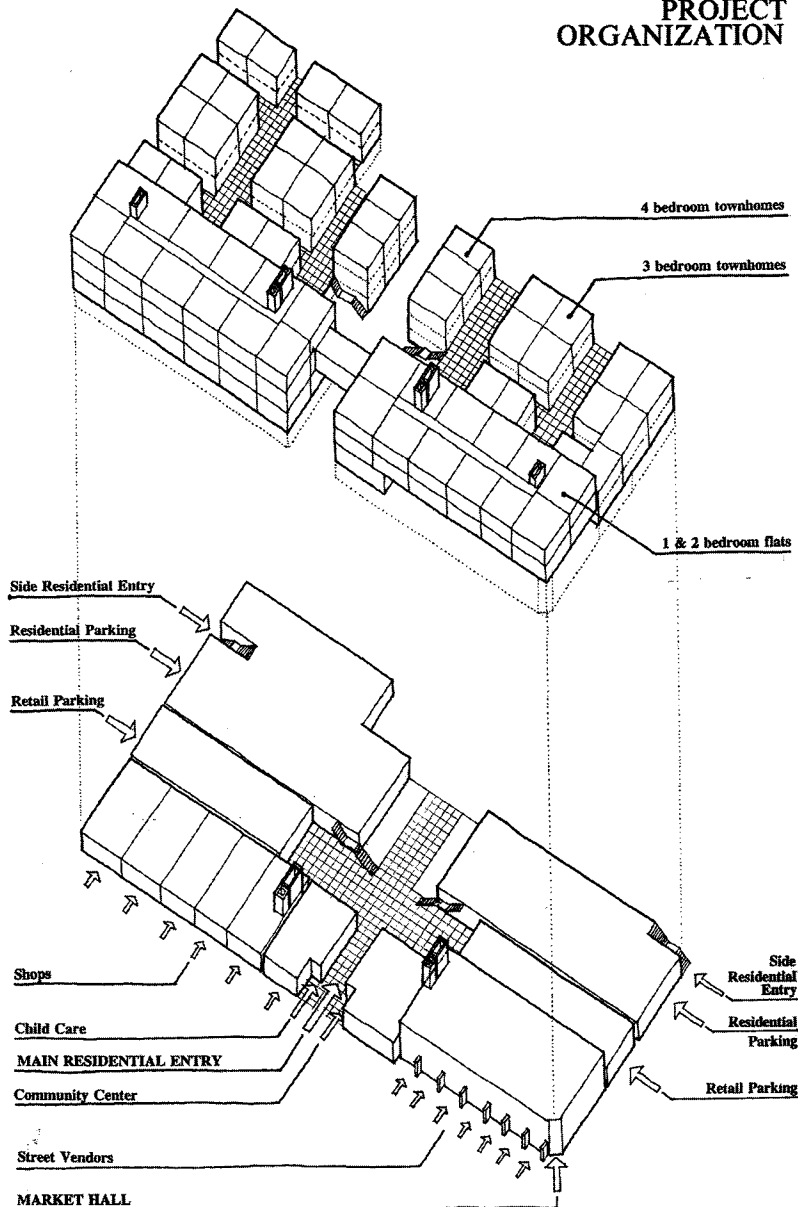 PROJECT
ORGANIZATION
4 bedroom townhomes
3 bedroom townhomes
1 & 2 bedroom flats
Side Residential Entry
Residential Parking
Retail Parking
Shops
Child Care
MAIN RESIDENTIAL ENTRY
Community Center
Street Vendors
MARKET HALL
Side
Residential
Entry
Residential
Parking
Retail Parking